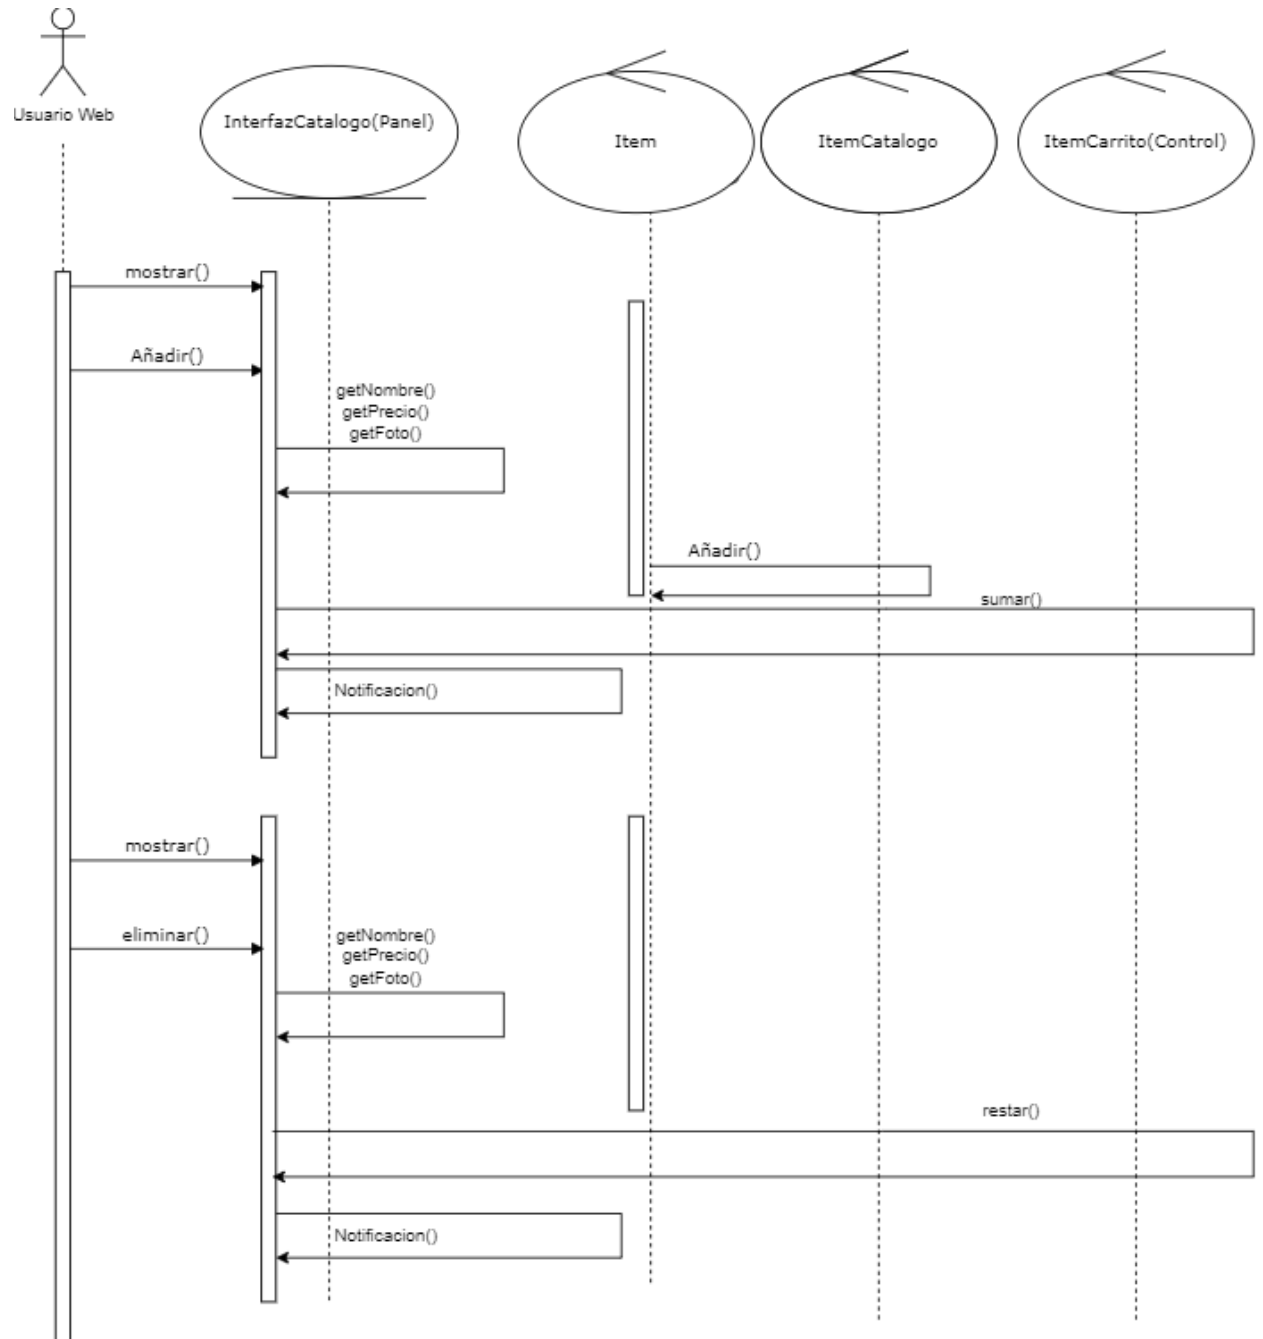 Usuario Web
InterfazCatalogo(Panel)
Item
ItemCatalogo
ItemCarrito(Control)
mostrar()
Añadir()
getNombre()
getPrecio()
getFoto()
Añadir()
sumar()
Notificacion()
mostrar()
eliminar()
getNombre()
getPrecio()
getFoto()
restar()
Notificacion()